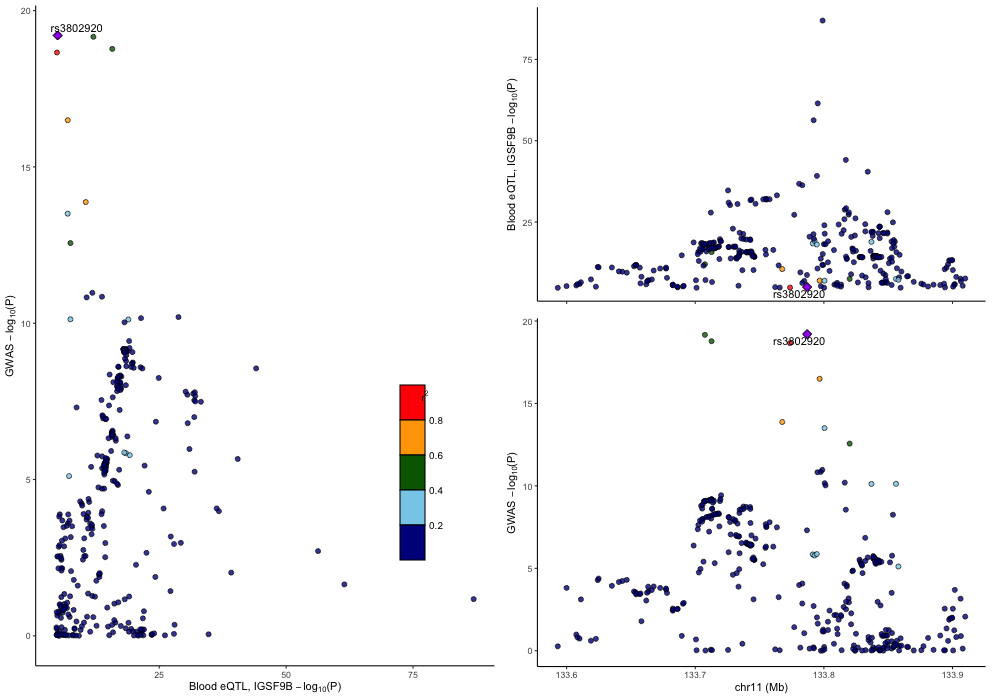 20
15
10
5
0
GWAS −log10(P)
25
50
75
Blood eQTL, IGSF9B −log10(P)
rs3802920
r2
0.8
0.6
0.4
0.2
75
50
25
Blood eQTL, IGSF9B −log10(P)
rs3802920
20
15
10
5
0
GWAS −log10(P)
rs3802920
133.6
133.7
133.8
133.9
chr11 (Mb)